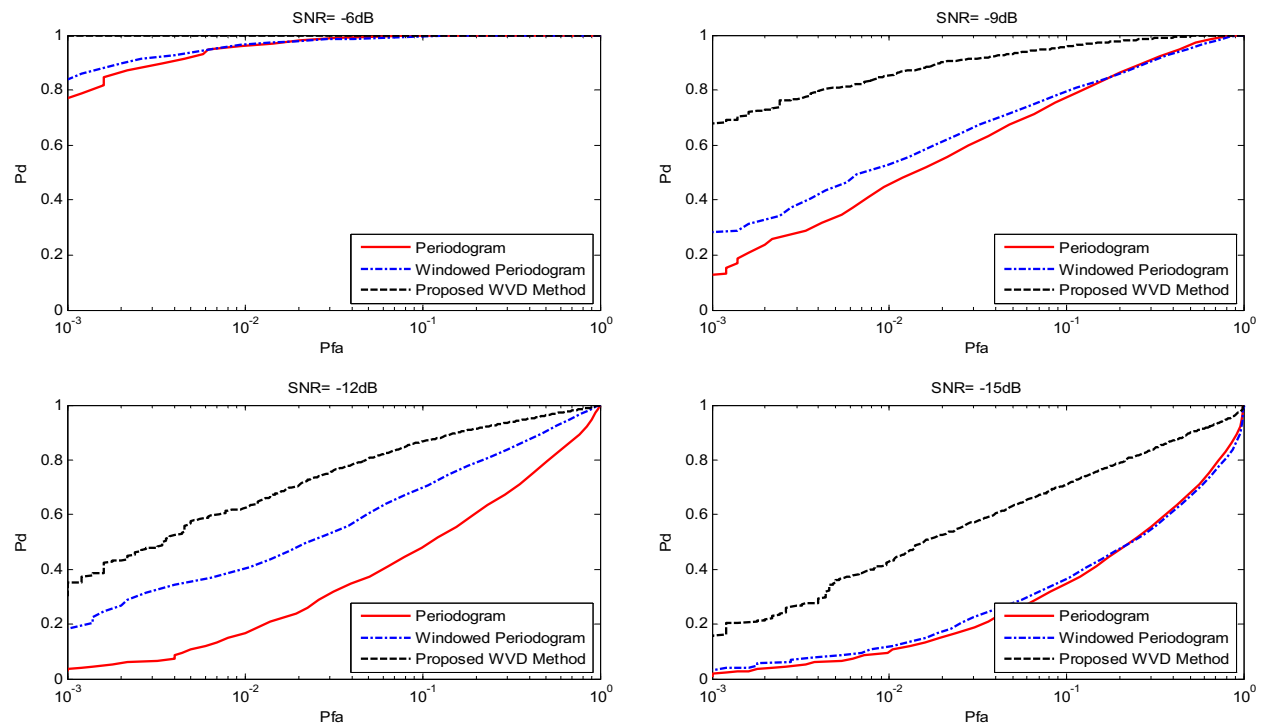 SNR= -6dB
1
0.8
0.6
0.4
0.2
0
Pd
10^-3
10^-2
10^-1
10^0
Pfa
Periodogram
Windowed Periodogram
Proposed WVD Method
SNR= -9dB
1
0.8
0.6
0.4
0.2
0
Pd
10^-3
10^-2
10^-1
10^0
Pfa
Periodogram
Windowed Periodogram
Proposed WVD Method
SNR= -12dB
1
0.8
0.6
0.4
0.2
0
Pd
10^-3
10^-2
10^-1
10^0
Pfa
Periodogram
Windowed Periodogram
Proposed WVD Method
SNR= -15dB
1
0.8
0.6
0.4
0.2
0
Pd
10^-3
10^-2
10^-1
10^0
Pfa
Periodogram
Windowed Periodogram
Proposed WVD Method